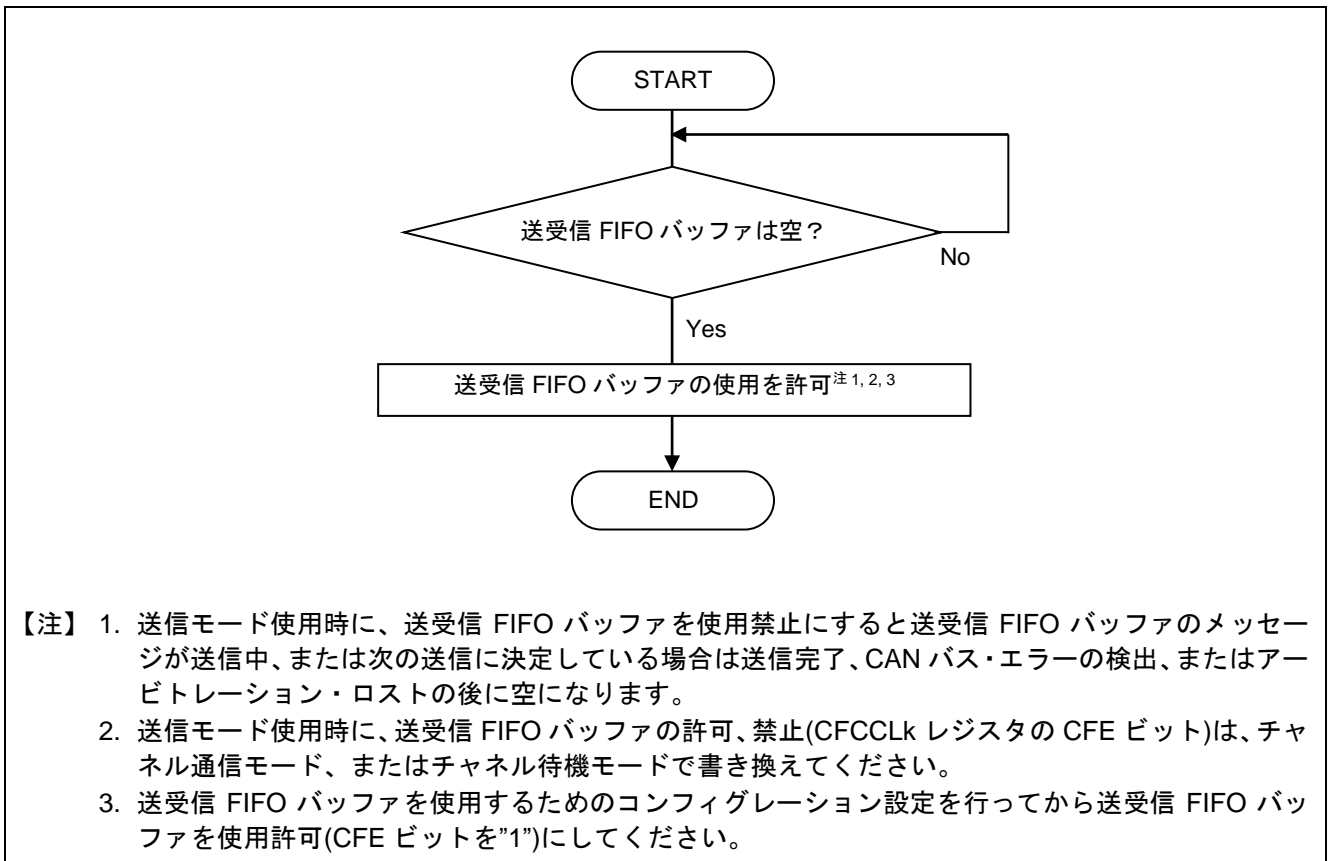 START
送受信 FIFO バッファは空？
No
Yes
送受信 FIFO バッファの使用を許可注 1, 2, 3
END
【注】 1. 送信モード使用時に、送受信 FIFO バッファを使用禁止にすると送受信 FIFO バッファのメッセー
ジが送信中、または次の送信に決定している場合は送信完了、CAN バス・エラーの検出、またはアー
ビトレーション・ロストの後に空になります。
2. 送信モード使用時に、送受信 FIFO バッファの許可、禁止(CFCCLk レジスタの CFE ビット)は、チャ
ネル通信モード、またはチャネル待機モードで書き換えてください。
3. 送受信 FIFO バッファを使用するためのコンフィグレーション設定を行ってから送受信 FIFO バッ
ファを使用許可(CFE ビットを”1”)にしてください。